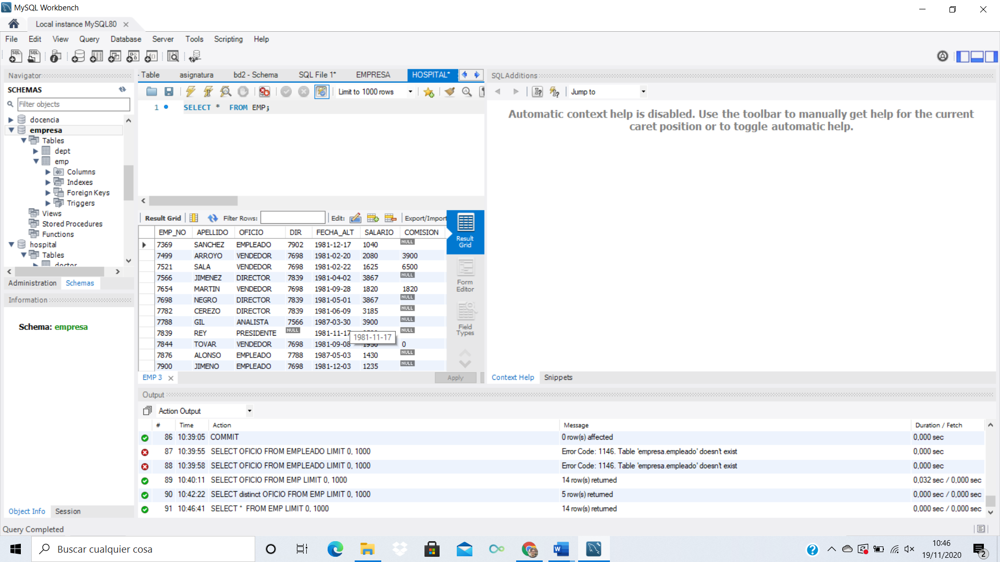 MySQL Workbench
Local instance MySQL80
File Edit View Query Database Server Tools Scripting Help
Navigator
SCHEMAS
Filter objects
docencia
empresa
Tables
dept
emp
Columns
Indexes
Foreign Keys
Triggers
Views
Stored Procedures
Functions
hospital
Tables
doctor
Administration Schemas
Information
Schema: empresa
Object Info Session
Query Completed
- Table asignatura bd2 - Schema SQL File 1* EMPRESA HOSPITAL*
Limit to 1000 rows
1 SELECT * FROM EMP;
Result Grid Filter Rows: Edit: Export/Import
EMP_NO APELLIDO OFICIO DIR FECHA_ALT SALARIO COMISION
7369 SANCHEZ EMPLEADO 7902 1981-12-17 1040 NULL
7499 ARROYO VENDEDOR 7698 1981-02-20 2080 3900
7521 SALA VENDEDOR 7698 1981-02-22 1625 6500
7566 JIMENEZ DIRECTOR 7839 1981-04-02 3867 NULL
7654 MARTIN VENDEDOR 7698 1981-09-28 1820 1820
7698 NEGRO DIRECTOR 7839 1981-05-01 3867 NULL
7782 CEREZO DIRECTOR 7839 1981-06-09 3185 NULL
7788 GIL ANALISTA 7566 1987-03-30 3900 NULL
7839 REY PRESIDENTE NULL 1981-11-17 NULL
1981-11-17
7844 TOVAR VENDEDOR 7698 1981-09-08 0
7876 ALONSO EMPLEADO 7788 1987-05-03 1430 NULL
7900 JIMENO EMPLEADO 7698 1981-12-03 1235 NULL
Result
Grid
Form
Editor
Field
Types
EMP 3
Apply
SQLAdditions
Jump to
Automatic context help is disabled. Use the toolbar to manually get help for the current
caret position or to toggle automatic help.
Context Help Snippets
Output
Action Output
# Time Action Message Duration / Fetch
86 10:39:05 COMMIT 0 row(s) affected 0,000 sec
87 10:39:55 SELECT OFICIO FROM EMPLEADO LIMIT 0, 1000 Error Code: 1146. Table 'empresa.empleado' doesn't exist 0,000 sec
88 10:39:58 SELECT OFICIO FROM EMPLEADO LIMIT 0, 1000 Error Code: 1146. Table 'empresa.empleado' doesn't exist 0,000 sec
89 10:40:11 SELECT OFICIO FROM EMP LIMIT 0, 1000 14 row(s) returned 0,032 sec / 0,000 sec
90 10:42:22 SELECT distinct OFICIO FROM EMP LIMIT 0, 1000 5 row(s) returned 0,000 sec / 0,000 sec
91 10:46:41 SELECT * FROM EMP LIMIT 0, 1000 14 row(s) returned 0,000 sec / 0,000 sec
Buscar cualquier cosa
10:46
19/11/2020
2